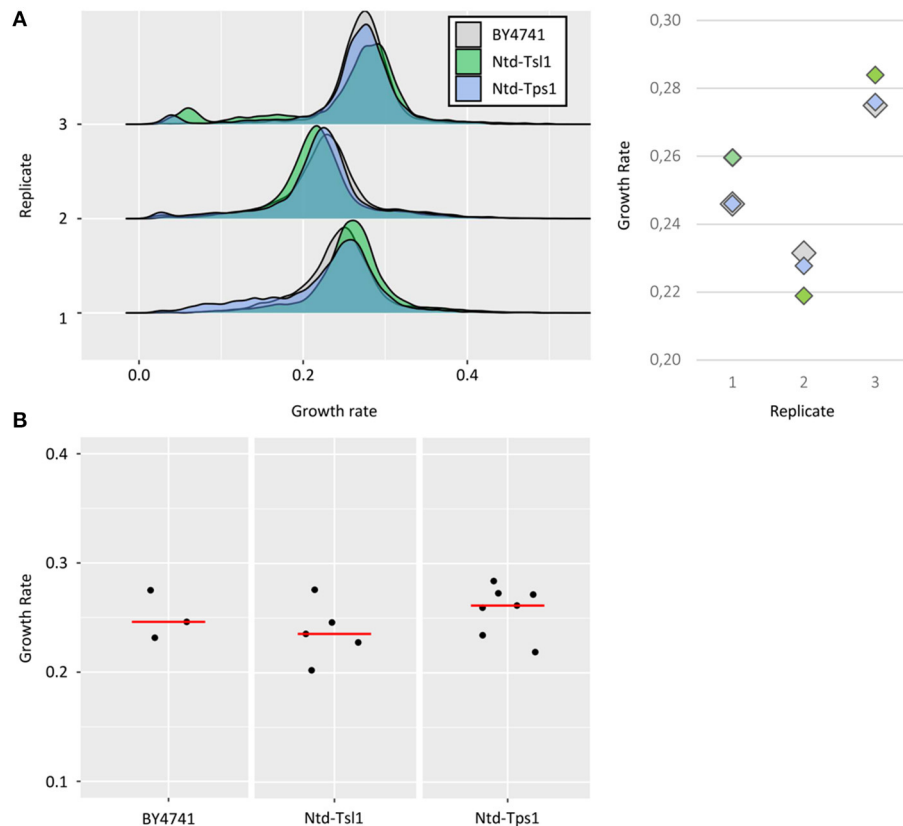 A
BY4741
Ntd-Tsl1
Ntd-Tps1
Replicate
3
2
1
0.0 0.2 0.4
Growth rate
0,30
0,28
0,26
0,24
0,22
0,20
Growth Rate
1 2 3
Replicate
B
0.4
0.3
0.2
0.1
Growth Rate
BY4741 Ntd-Tsl1 Ntd-Tps1